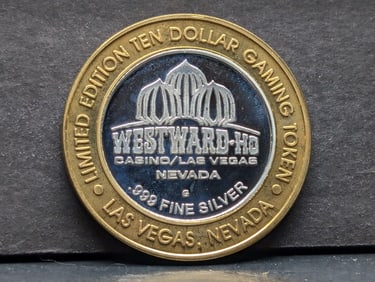 LIMITED EDITION TEN DOLLAR GAMING TOKEN
WESTWARD-HO
CASINO/LAS VEGAS
NEVADA
G
.999 FINE SILVER
• LAS VEGAS, NEVADA •